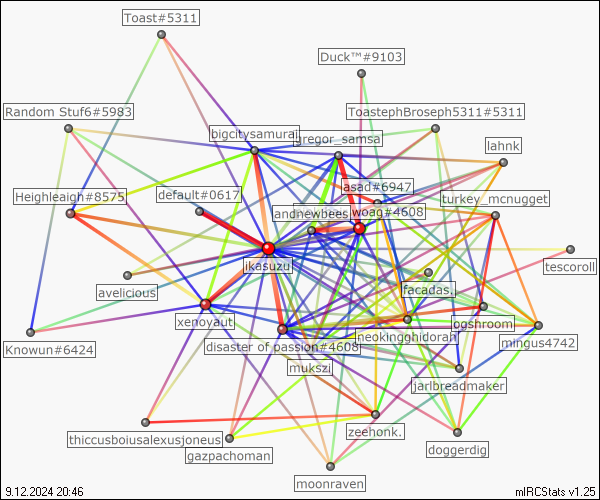 Toast#5311
Duck™#9103
Random Stuf6#5983
ToastephBroseph5311#5311
bigcitysamurai
gregor_samsa
lahnk
asad#6947
Heighleaigh#8575
default#0617
turkey_mcnugget
andnewbees
woag#4608
ikasuzu
tescoroll
avelicious
facadas.
xenoyaut
ogshroom
disaster of passion#4608
neokingghidorah
mingus4742
Knowun#6424
mukszi
jarlbreadmaker
thiccusboiusalexusjoneus
zeehonk.
gazpachoman
doggerdig
moonraven
9.12.2024 20:46
mIRCStats v1.25